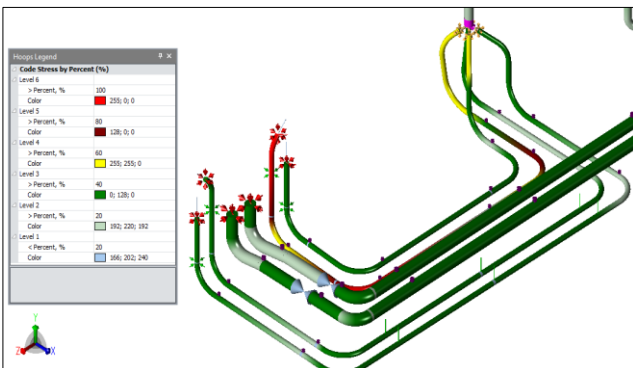 Hoops Legend
Code Stress by Percent (%)
Level 6
> Percent, % 100
Color 255; 0; 0
Level 5
> Percent, % 80
Color 128; 0; 0
Level 4
> Percent, % 60
Color 255; 255; 0
Level 3
> Percent, % 40
Color 0; 128; 0
Level 2
> Percent, % 20
Color 192; 220; 192
Level 1
< Percent, % 20
Color 166; 202; 240
Y
Z X